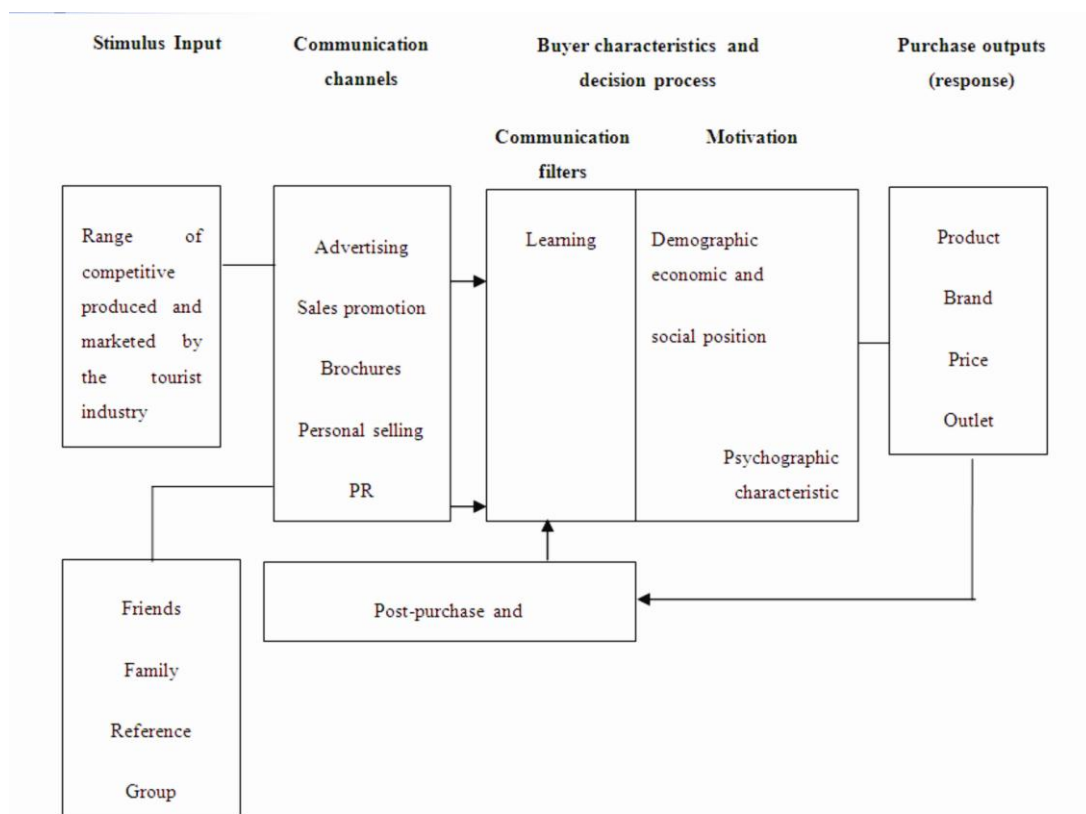 Stimulus Input
Communication
channels
Buyer characteristics and
decision process
Purchase outputs
(response)
Communication
filters
Motivation
Range of
competitive
produced and
marketed by
the tourist
industry
Advertising
Sales promotion
Brochures
Personal selling
PR
Learning
Demographic
economic and
social position
Psychographic
characteristic
Product
Brand
Price
Outlet
Post-purchase and
Friends
Family
Reference
Group